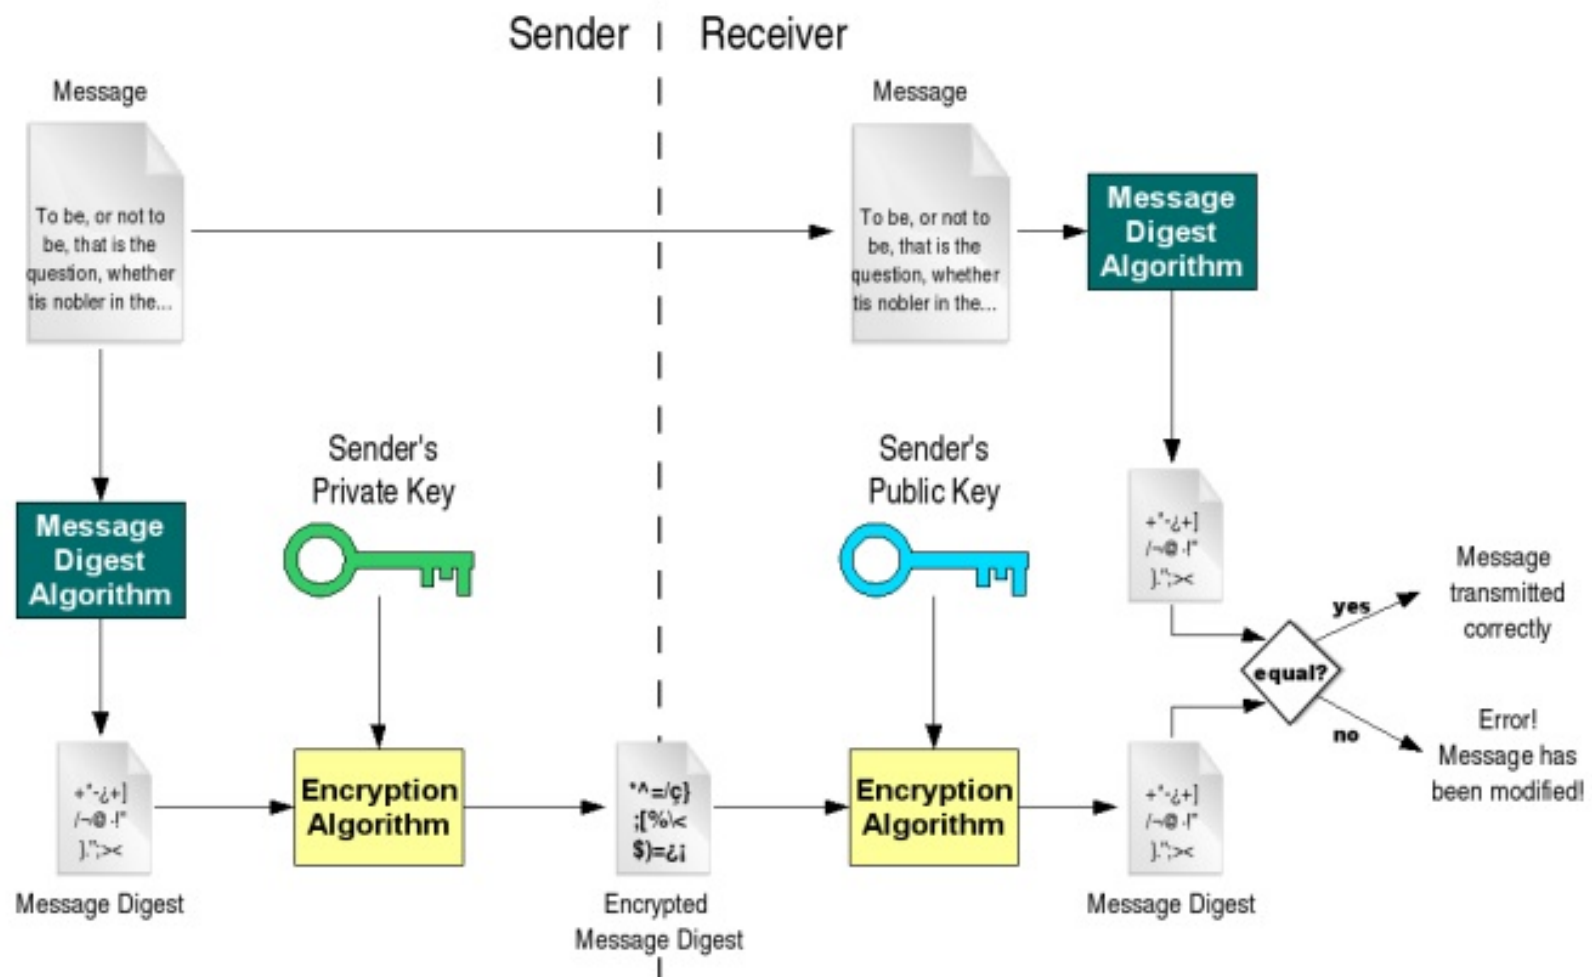 Sender
Receiver
Message
To be, or not to
be, that is the
question, whether
tis nobler in the...
Message
To be, or not to
be, that is the
question, whether
tis nobler in the...
Message
Digest
Algorithm
Message
Digest
Algorithm
Sender's
Private Key
Sender's
Public Key
+*-¿+]
/¬@·!"
}.";><
yes
equal?
no
Message
transmitted
correctly
Error!
Message has
been modified!
+*-¿+]
/¬@·!"
}.";><
Message Digest
Encryption
Algorithm
*^=/ç}
;[%\<
$)=¿¡
Encrypted
Message Digest
Encryption
Algorithm
+*-¿+]
/¬@·!"
}.";><
Message Digest